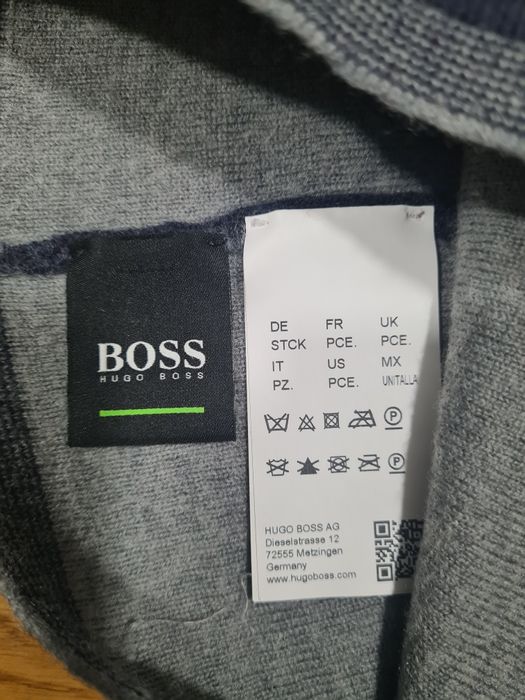 BOSS
HUGO BOSS
DE FR UK
STCK PCE. PCE.
IT US MX
PZ. PCE. UNITALLA
P
P
HUGO BOSS AG
Dieselstrasse 12
72555 Metzingen
Germany
www.hugoboss.com